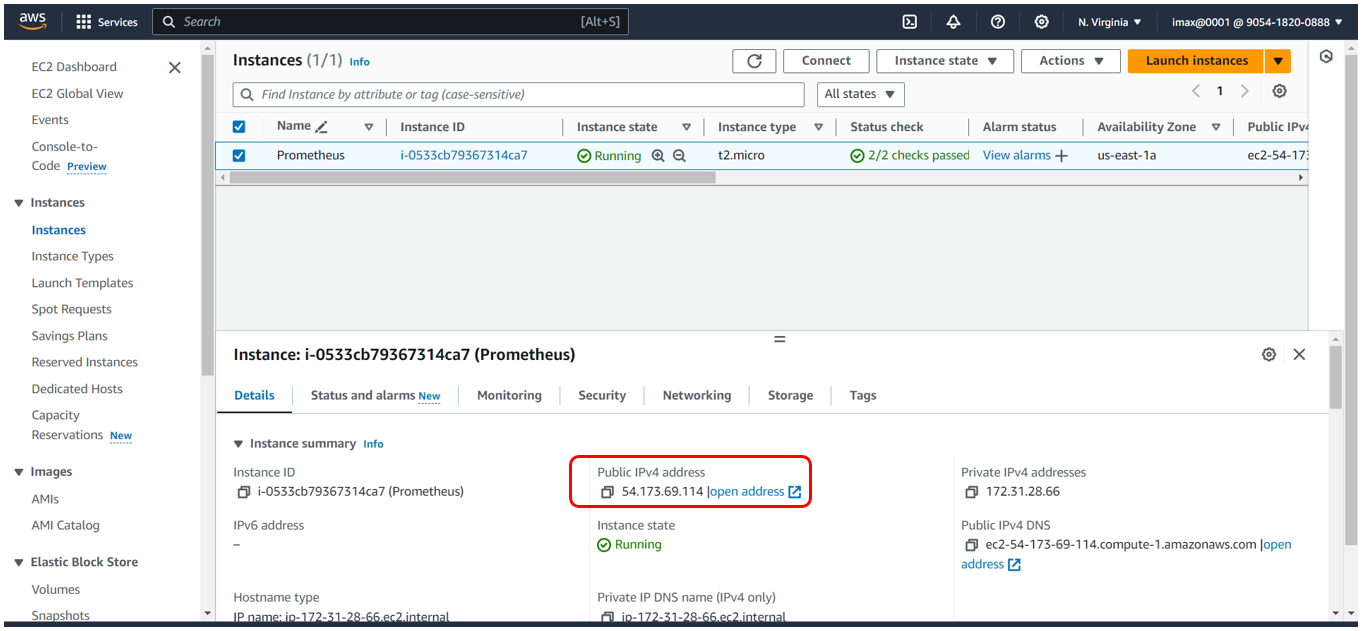 aws Services Search [Alt+S] N. Virginia imax@0001 @ 9054-1820-0888
EC2 Dashboard
EC2 Global View
Events
Console-to-
Code Preview
Instances
Instances
Instance Types
Launch Templates
Spot Requests
Savings Plans
Reserved Instances
Dedicated Hosts
Capacity
Reservations New
Images
AMIs
AMI Catalog
Elastic Block Store
Volumes
Snapshots
Instances (1/1) Info Connect Instance state Actions Launch instances
Find Instance by attribute or tag (case-sensitive) All states 1
Name Instance ID Instance state Instance type Status check Alarm status Availability Zone Public IPv4
Prometheus i-0533cb79367314ca7 Running t2.micro 2/2 checks passed View alarms + us-east-1a ec2-54-173
Instance: i-0533cb79367314ca7 (Prometheus)
Details Status and alarms New Monitoring Security Networking Storage Tags
Instance summary Info
Instance ID
i-0533cb79367314ca7 (Prometheus)
Public IPv4 address
54.173.69.114 |open address
Private IPv4 addresses
172.31.28.66
IPv6 address
–
Instance state
Running
Public IPv4 DNS
ec2-54-173-69-114.compute-1.amazonaws.com |open
address
Hostname type
IP name: ip-172-31-28-66.ec2.internal
Private IP DNS name (IPv4 only)
ip-172-31-28-66.ec2.internal